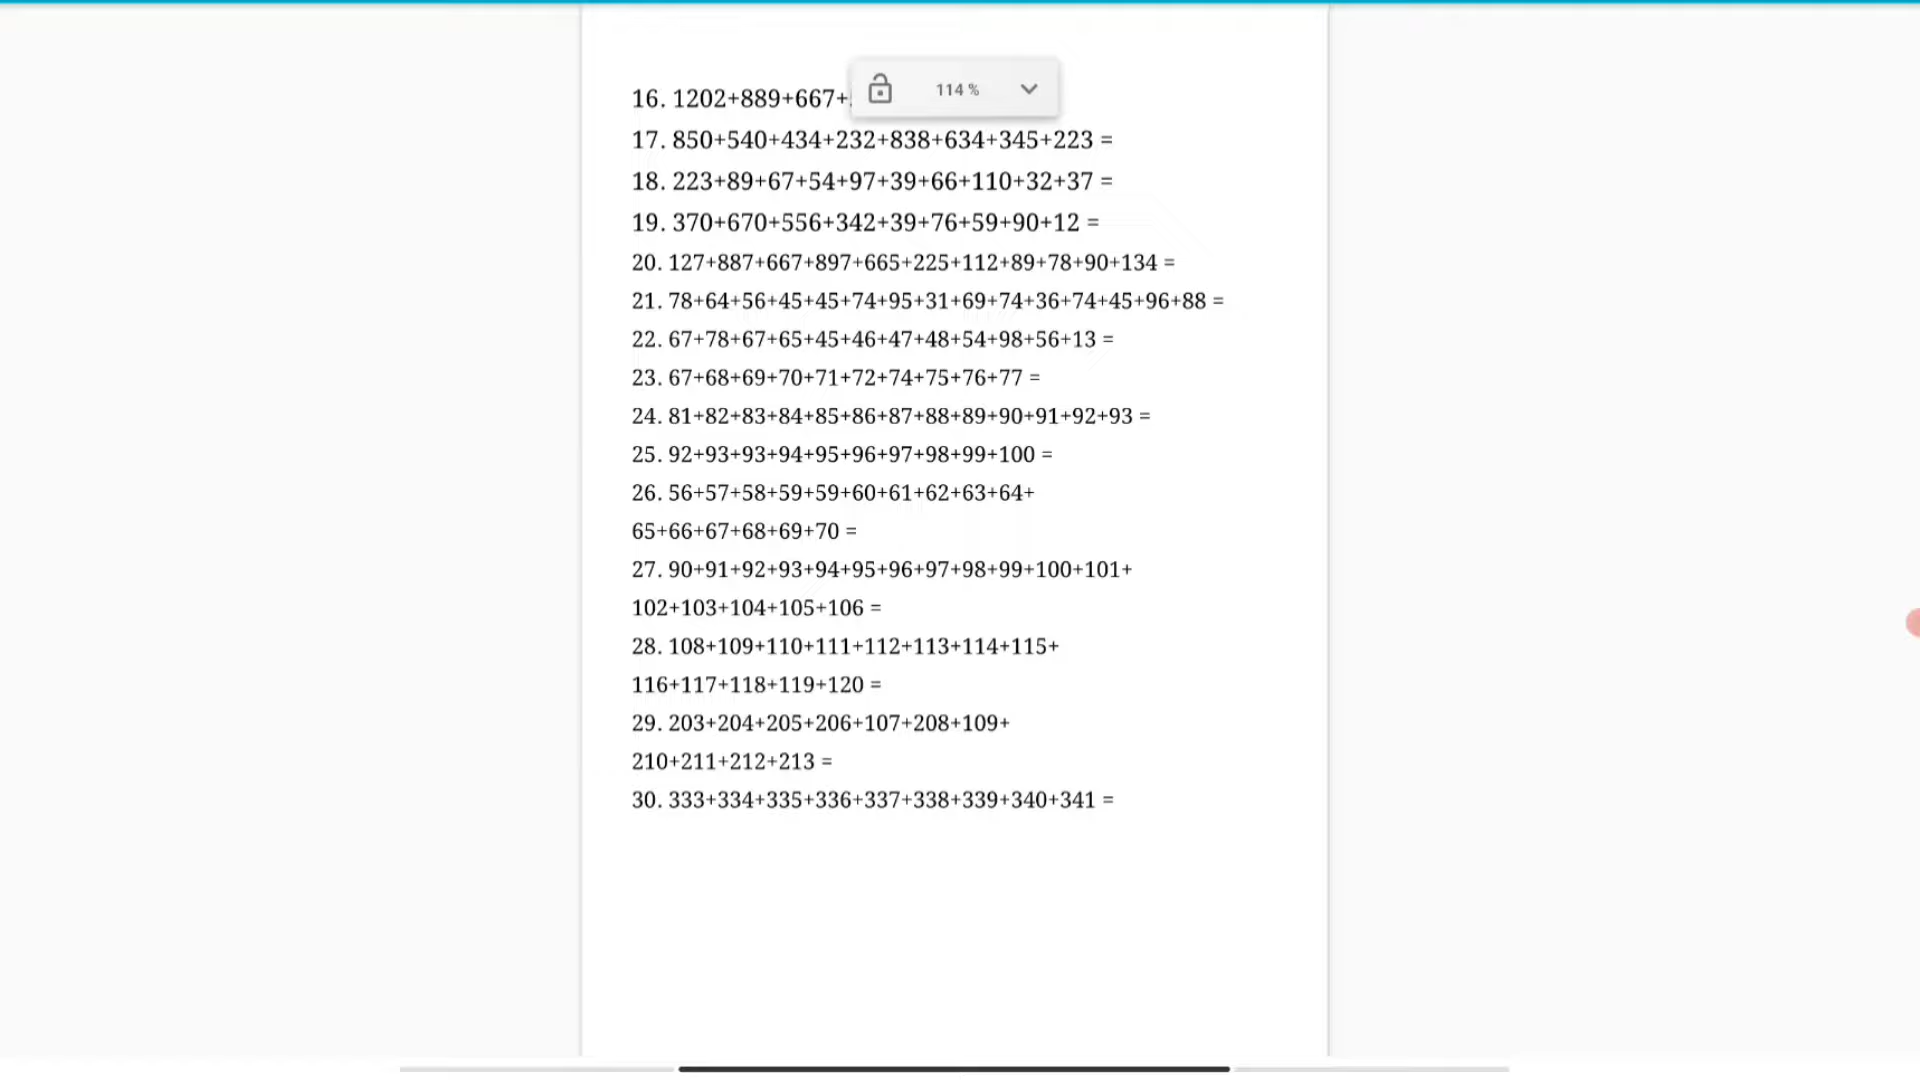 16. 1202+889+667+
114 %
17. 850+540+434+232+838+634+345+223 =
18. 223+89+67+54+97+39+66+110+32+37 =
19. 370+670+556+342+39+76+59+90+12 =
20. 127+887+667+897+665+225+112+89+78+90+134 =
21. 78+64+56+45+45+74+95+31+69+74+36+74+45+96+88 =
22. 67+78+67+65+45+46+47+48+54+98+56+13 =
23. 67+68+69+70+71+72+74+75+76+77 =
24. 81+82+83+84+85+86+87+88+89+90+91+92+93 =
25. 92+93+93+94+95+96+97+98+99+100 =
26. 56+57+58+59+59+60+61+62+63+64+
65+66+67+68+69+70 =
27. 90+91+92+93+94+95+96+97+98+99+100+101+
102+103+104+105+106 =
28. 108+109+110+111+112+113+114+115+
116+117+118+119+120 =
29. 203+204+205+206+107+208+109+
210+211+212+213 =
30. 333+334+335+336+337+338+339+340+341 =